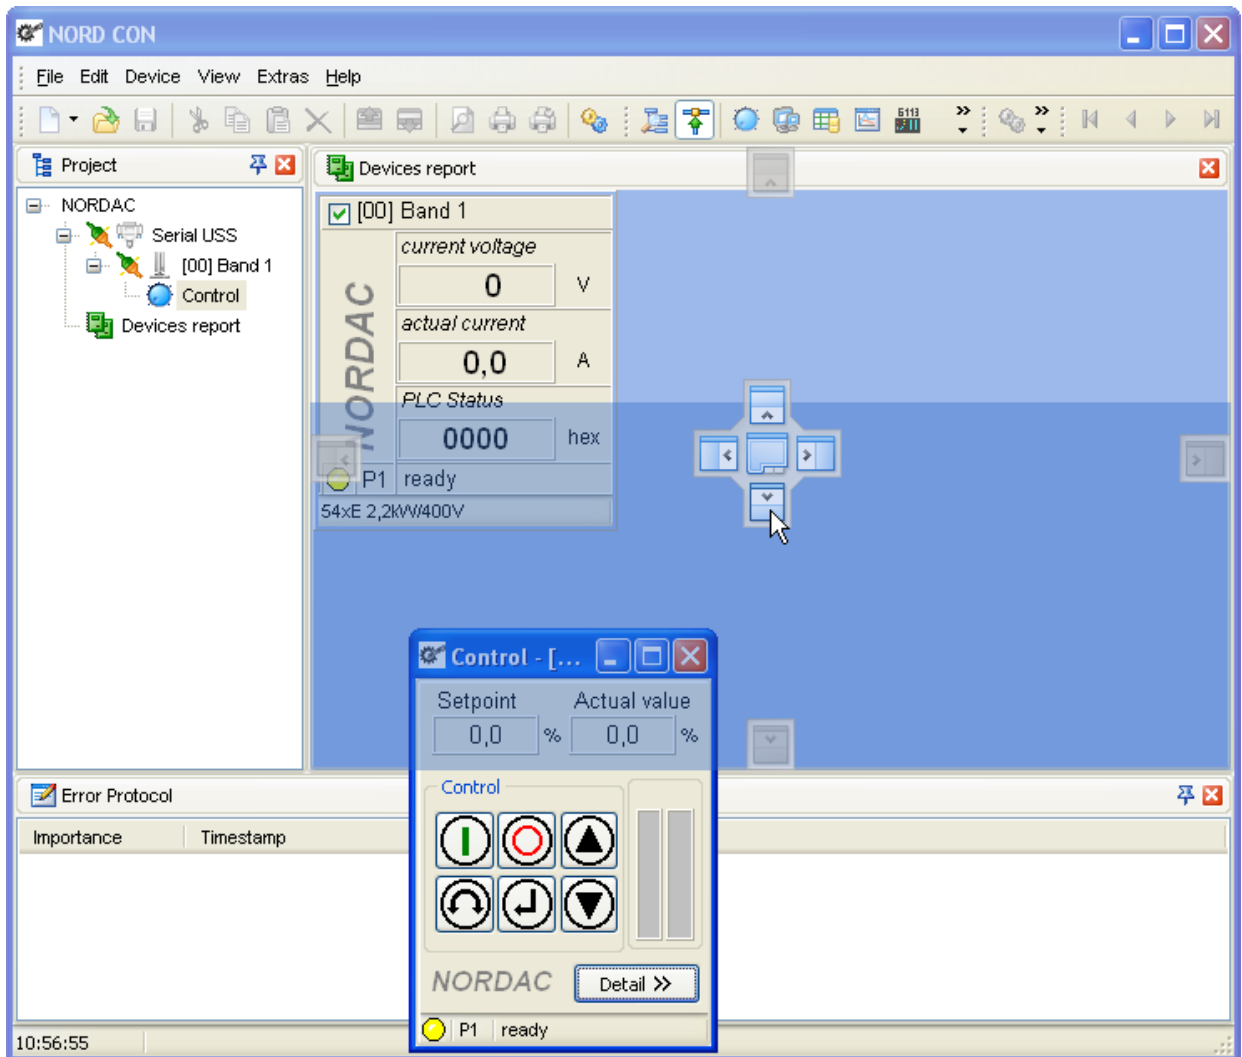 NORD CON
File Edit Device View Extras Help
Project
Devices report
NORDAC
Serial USS
[00] Band 1
Control
Devices report
[00] Band 1
NORDAC
current voltage
0 V
actual current
0,0 A
PLC Status
0000 hex
P1 ready
54xE 2,2kW/400V
Control - [...
Setpoint Actual value
0,0 % 0,0 %
Control
NORDAC Detail >>
P1 ready
Error Protocol
Importance Timestamp
10:56:55